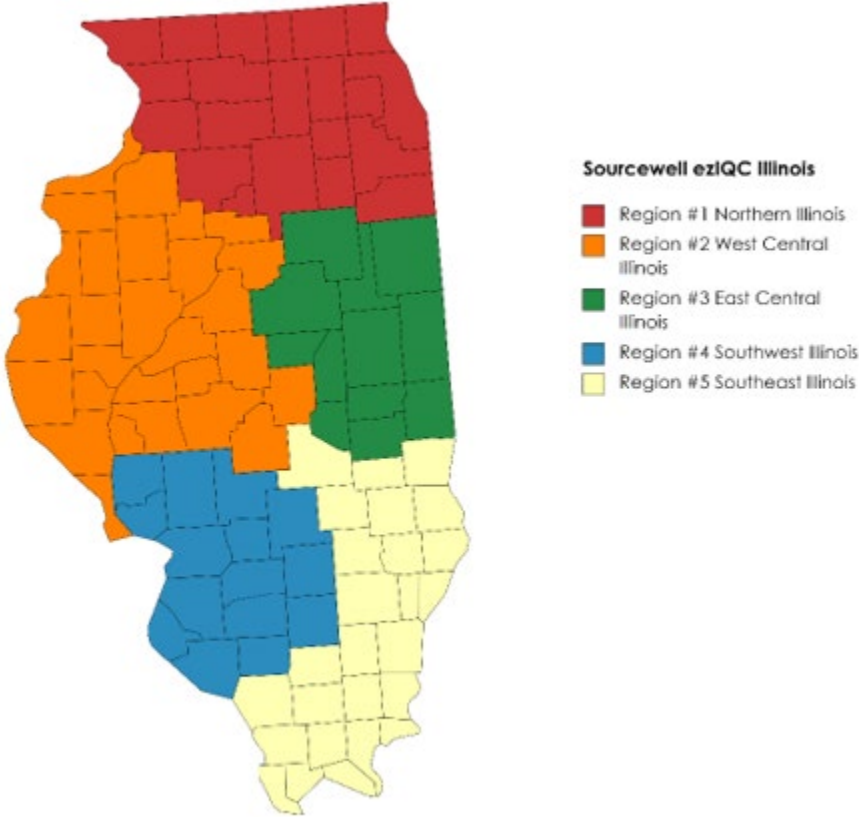 Sourcewell ezIQC Illinois
Region #1 Northern Illinois
Region #2 West Central
Illinois
Region #3 East Central
Illinois
Region #4 Southwest Illinois
Region #5 Southeast Illinois